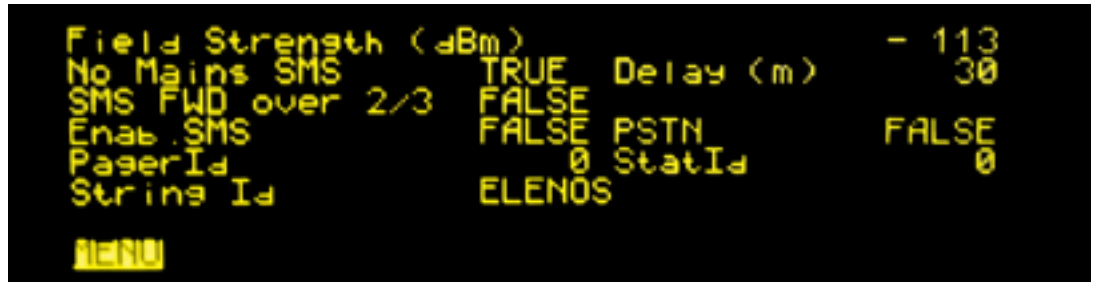 Field Strength (dBm) - 113
No Mains SMS TRUE Delay (m) 30
SMS FWD over 2/3 FALSE
Enab.SMS FALSE PSTN FALSE
PagerId 0 StatId 0
String Id ELENOS
MENU